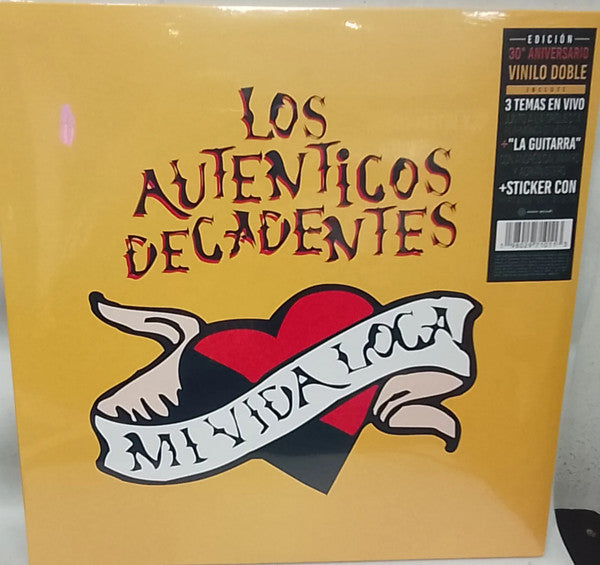 LOS
AUTENTICOS
DECADENTES
MI VIDA LOCA
EDICIÓN
30° ANIVERSARIO
VINILO DOBLE
INCLUYE
3 TEMAS EN VIVO
+"LA GUITARRA"
+STICKER CON